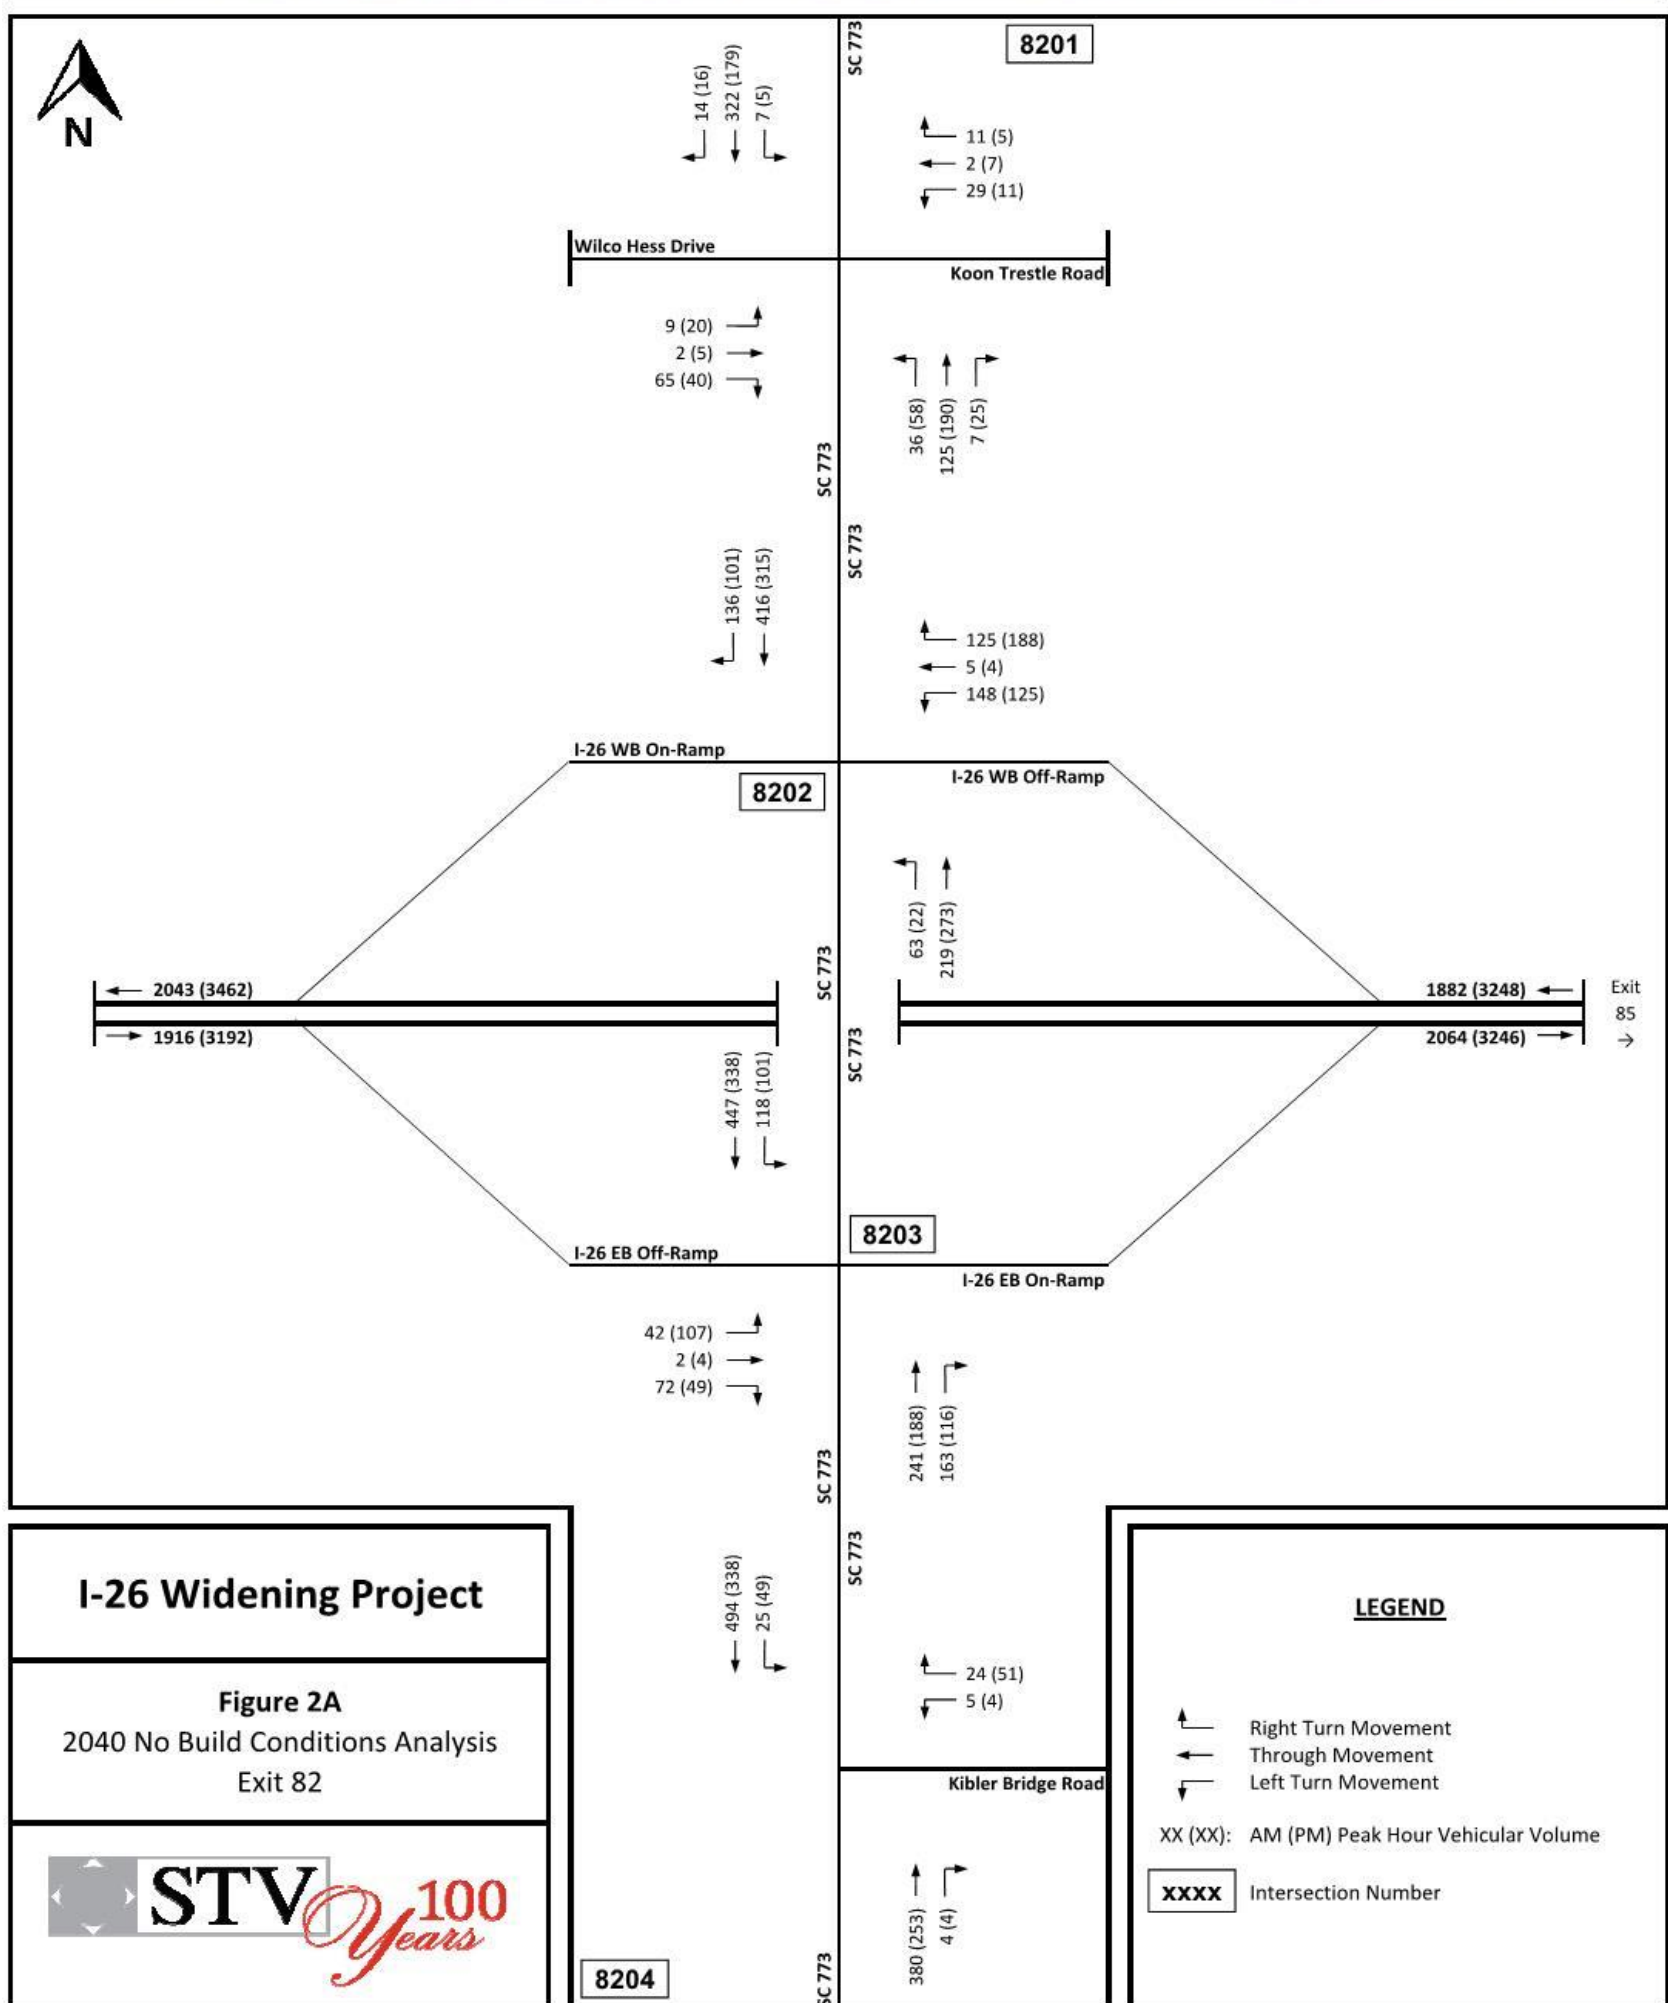 SC 773
8201
N
14 (16)
322 (179)
7 (5)
11 (5)
2 (7)
29 (11)
Wilco Hess Drive
Koon Trestle Road
9 (20)
2 (5)
65 (40)
36 (58)
125 (190)
7 (25)
SC 773
SC 773
136 (101)
416 (315)
125 (188)
5 (4)
148 (125)
I-26 WB On-Ramp
I-26 WB Off-Ramp
8202
63 (22)
219 (273)
SC 773
2043 (3462)
1916 (3192)
1882 (3248)
2064 (3246)
Exit
85
→
SC 773
447 (338)
118 (101)
8203
I-26 EB Off-Ramp
I-26 EB On-Ramp
42 (107)
2 (4)
72 (49)
241 (188)
163 (116)
SC 773
SC 773
494 (338)
25 (49)
24 (51)
5 (4)
Kibler Bridge Road
380 (253)
4 (4)
8204
SC 773
I-26 Widening Project
Figure 2A
2040 No Build Conditions Analysis
Exit 82
STV 100
Years
LEGEND
Right Turn Movement
Through Movement
Left Turn Movement
XX (XX): AM (PM) Peak Hour Vehicular Volume
XXXX Intersection Number